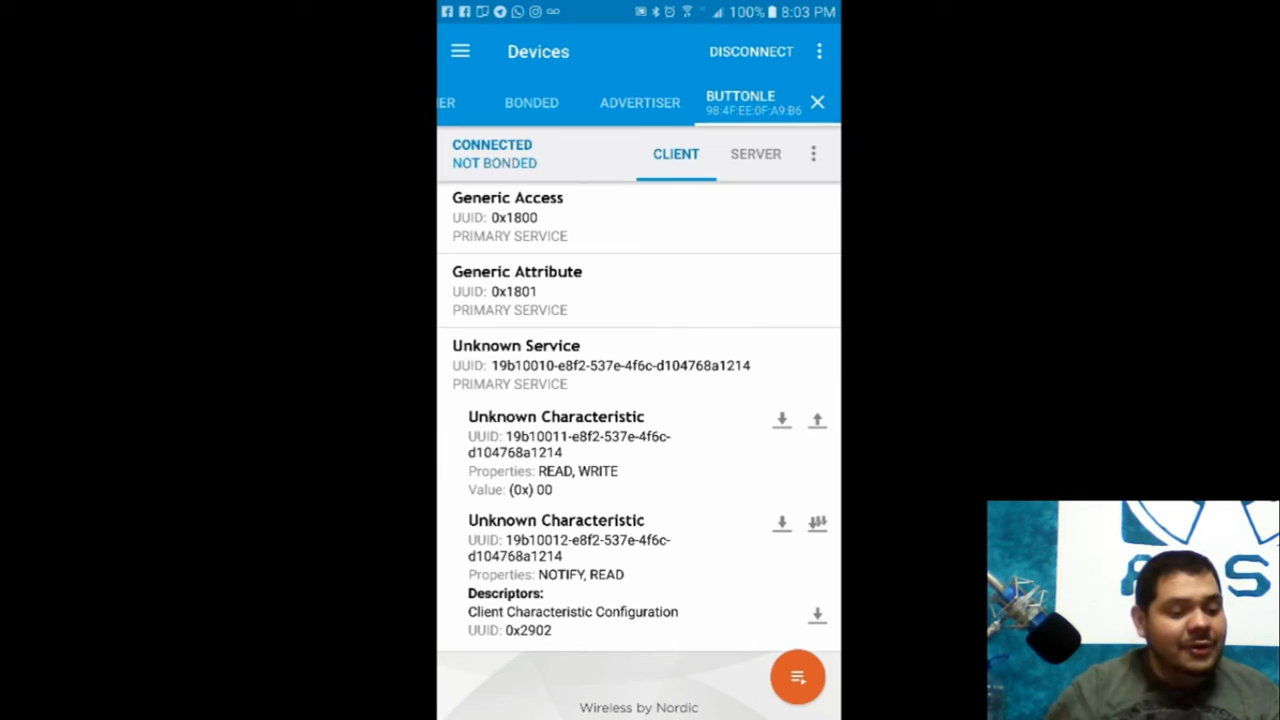 100% 8:03 PM
Devices
DISCONNECT
ER
BONDED
ADVERTISER
BUTTONLE
98:4F:EE:0F:A9:B6
CONNECTED
NOT BONDED
CLIENT
SERVER
Generic Access
UUID: 0x1800
PRIMARY SERVICE
Generic Attribute
UUID: 0x1801
PRIMARY SERVICE
Unknown Service
UUID: 19b10010-e8f2-537e-4f6c-d104768a1214
PRIMARY SERVICE
Unknown Characteristic
UUID: 19b10011-e8f2-537e-4f6c-
d104768a1214
Properties: READ, WRITE
Value: (0x) 00
Unknown Characteristic
UUID: 19b10012-e8f2-537e-4f6c-
d104768a1214
Properties: NOTIFY, READ
Descriptors:
Client Characteristic Configuration
UUID: 0x2902
Wireless by Nordic